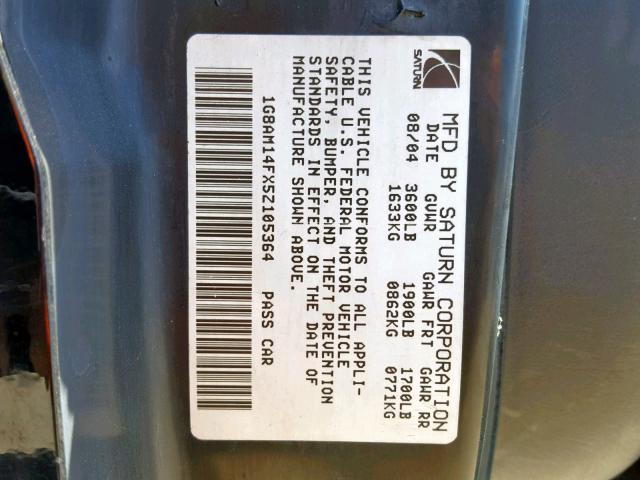 SATURN
MFD BY SATURN CORPORATION
DATE GVWR GAWR FRT GAWR RR
08/04 3600LB 1900LB 1700LB
1633KG 0862KG 0771KG
THIS VEHICLE CONFORMS TO ALL APPLI-
CABLE U.S. FEDERAL MOTOR VEHICLE
SAFETY, BUMPER, AND THEFT PREVENTION
STANDARDS IN EFFECT ON THE DATE OF
MANUFACTURE SHOWN ABOVE.
1G8AM14FX5Z105364 PASS CAR